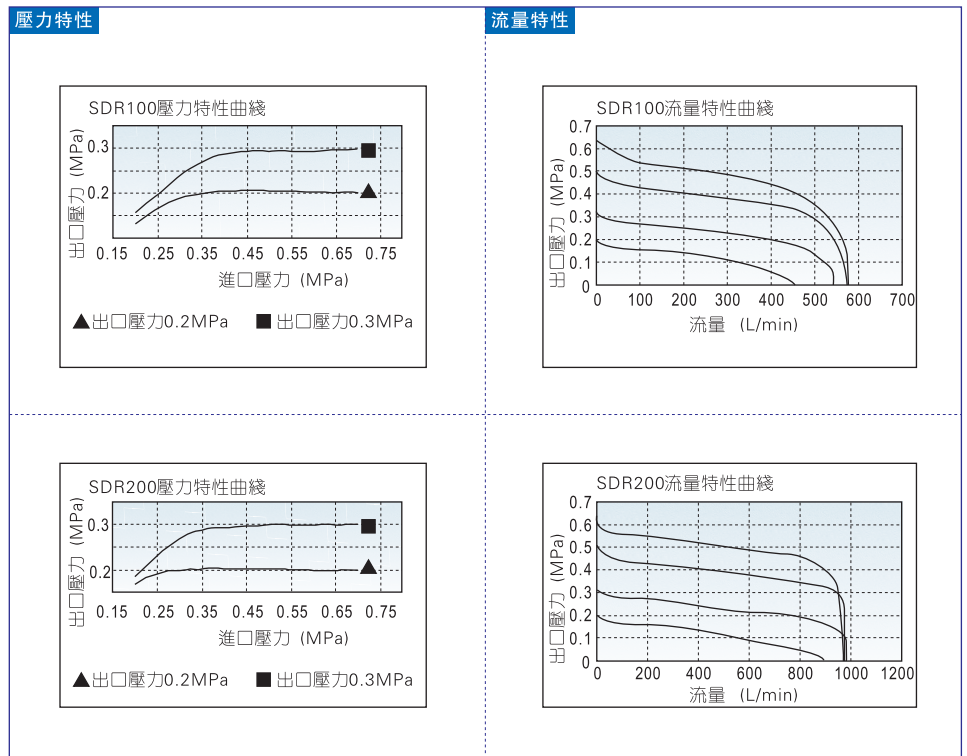 壓力特性
流量特性
SDR100壓力特性曲綫
出口壓力 (MPa)
0.3
0.2
0.15 0.25 0.35 0.45 0.55 0.65 0.75
進口壓力 (MPa)
▲出口壓力0.2MPa ■出口壓力0.3MPa
SDR100流量特性曲綫
出口壓力 (MPa)
0.7
0.6
0.5
0.4
0.3
0.2
0.1
0
0 100 200 300 400 500 600 700
流量 (L/min)
SDR200壓力特性曲綫
出口壓力 (MPa)
0.3
0.2
0.15 0.25 0.35 0.45 0.55 0.65 0.75
進口壓力 (MPa)
▲出口壓力0.2MPa ■出口壓力0.3MPa
SDR200流量特性曲綫
出口壓力 (MPa)
0.7
0.6
0.5
0.4
0.3
0.2
0.1
0
0 200 400 600 800 1000 1200
流量 (L/min)